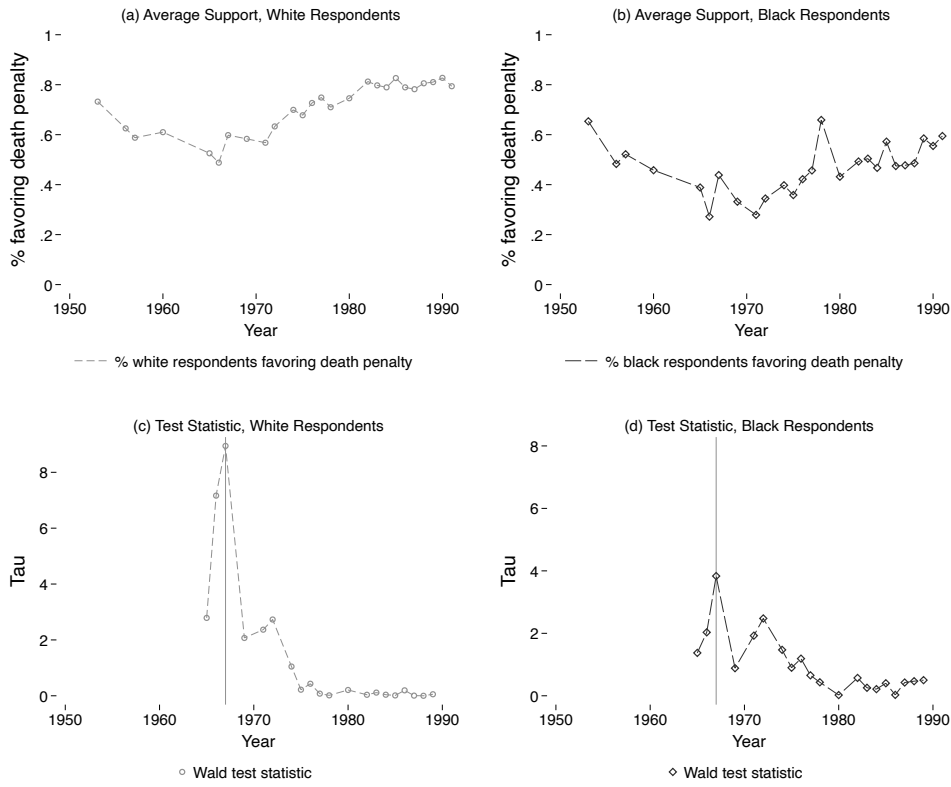 (a) Average Support, White Respondents
% favoring death penalty
1
.8
.6
.4
.2
0
1950 1960 1970 1980 1990
Year
% white respondents favoring death penalty
(b) Average Support, Black Respondents
% favoring death penalty
1
.8
.6
.4
.2
0
1950 1960 1970 1980 1990
Year
% black respondents favoring death penalty
(c) Test Statistic, White Respondents
Tau
8
6
4
2
0
1950 1960 1970 1980 1990
Year
Wald test statistic
(d) Test Statistic, Black Respondents
Tau
8
6
4
2
0
1950 1960 1970 1980 1990
Year
Wald test statistic